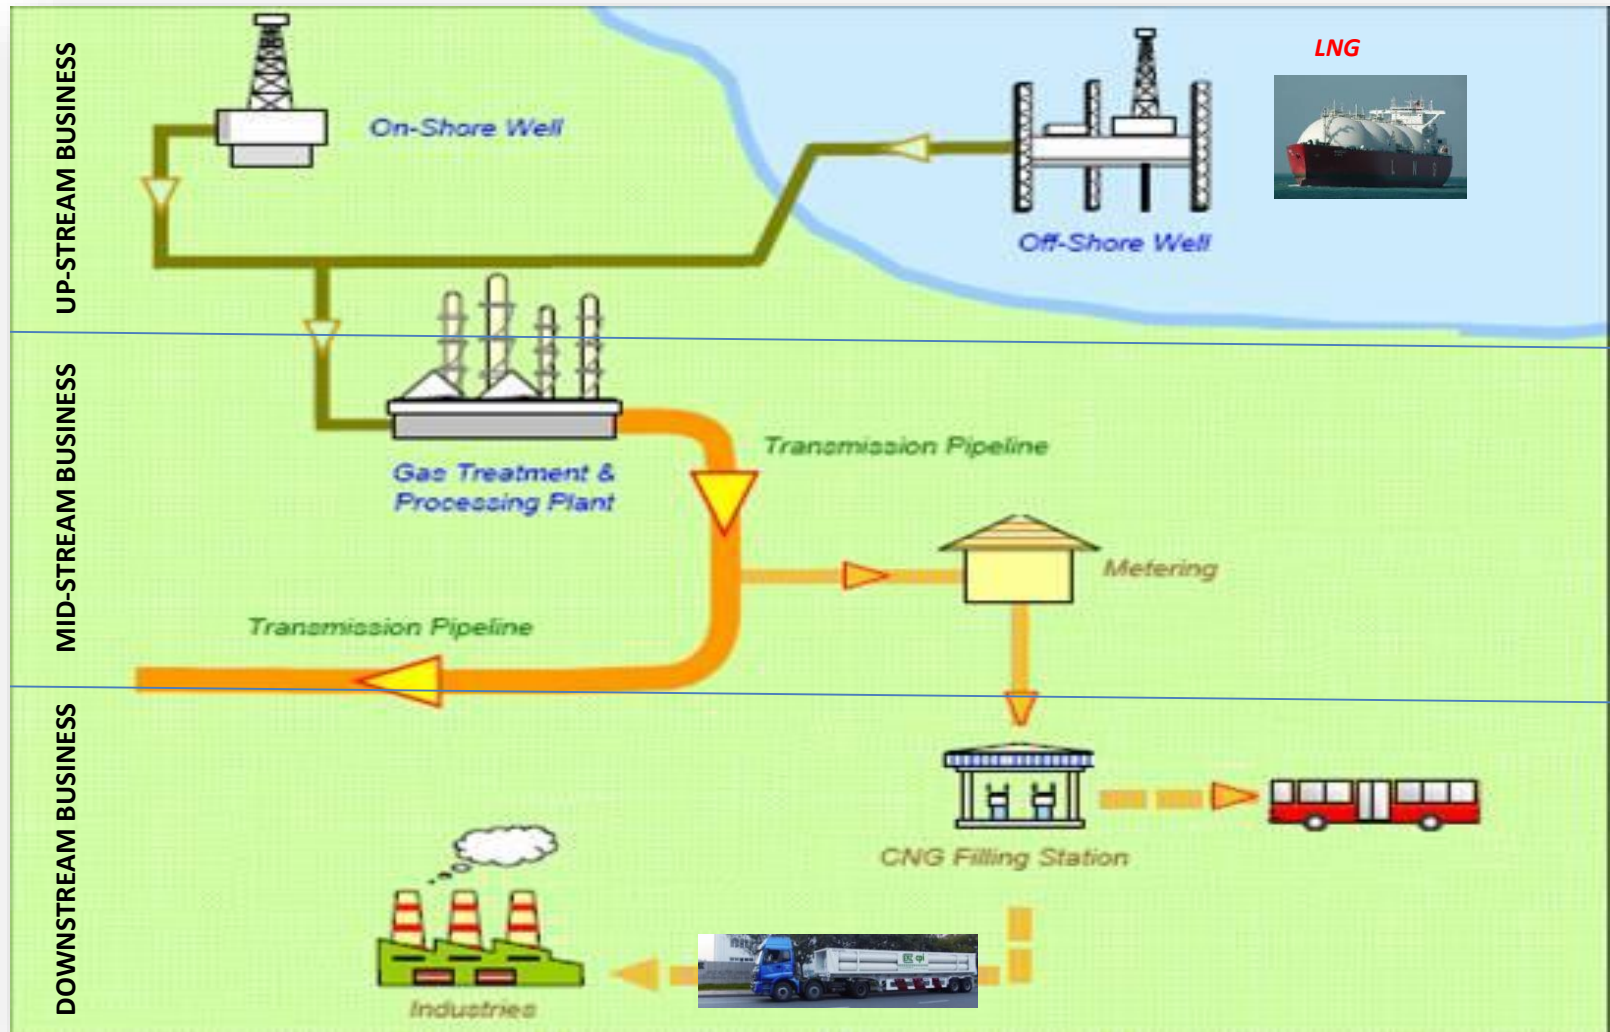 UP-STREAM BUSINESS
LNG
On-Shore Well
Off-Shore Well
MID-STREAM BUSINESS
Transmission Pipeline
Gas Treatment &
Processing Plant
Metering
Transmission Pipeline
DOWNSTREAM BUSINESS
CNG Filling Station
Industries
L N G